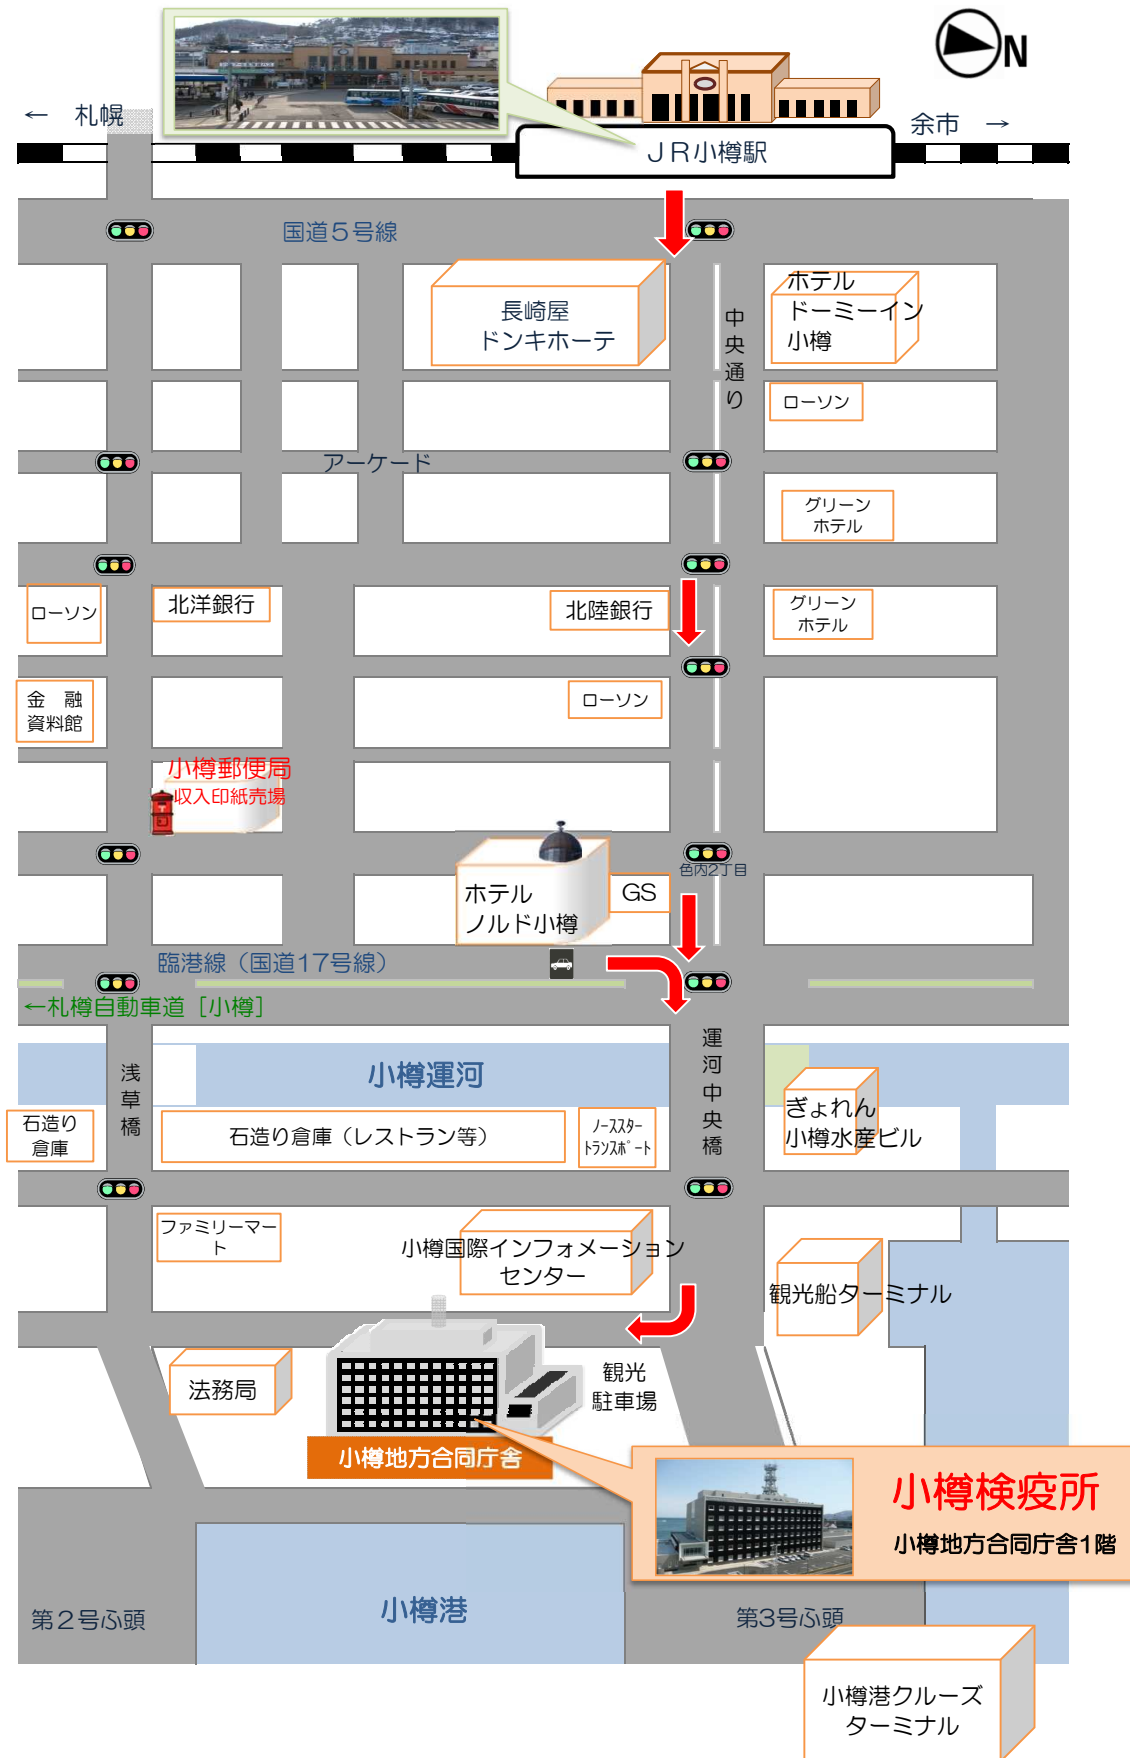 N
← 札幌
余市 →
JR小樽駅
国道5号線
長崎屋
ドンキホーテ
中央通り
ホテル
ドーミーイン
小樽
ローソン
アーケード
グリーン
ホテル
ローソン
北洋銀行
北陸銀行
グリーン
ホテル
金 融
資料館
ローソン
小樽郵便局
収入印紙売場
色内2丁目
ホテル
ノルド小樽
GS
臨港線（国道17号線）
←札樽自動車道［小樽］
浅草橋
小樽運河
運河中央橋
ぎょれん
小樽水産ビル
石造り
倉庫
石造り倉庫（レストラン等）
ﾉｰｽｽﾀｰ
ﾄﾗﾝｽﾎﾟｰﾄ
ファミリーマー
ト
小樽国際インフォメーション
センター
観光船ターミナル
法務局
観光
駐車場
小樽地方合同庁舎
小樽検疫所
小樽地方合同庁舎1階
第2号ふ頭
小樽港
第3号ふ頭
小樽港クルーズ
ターミナル